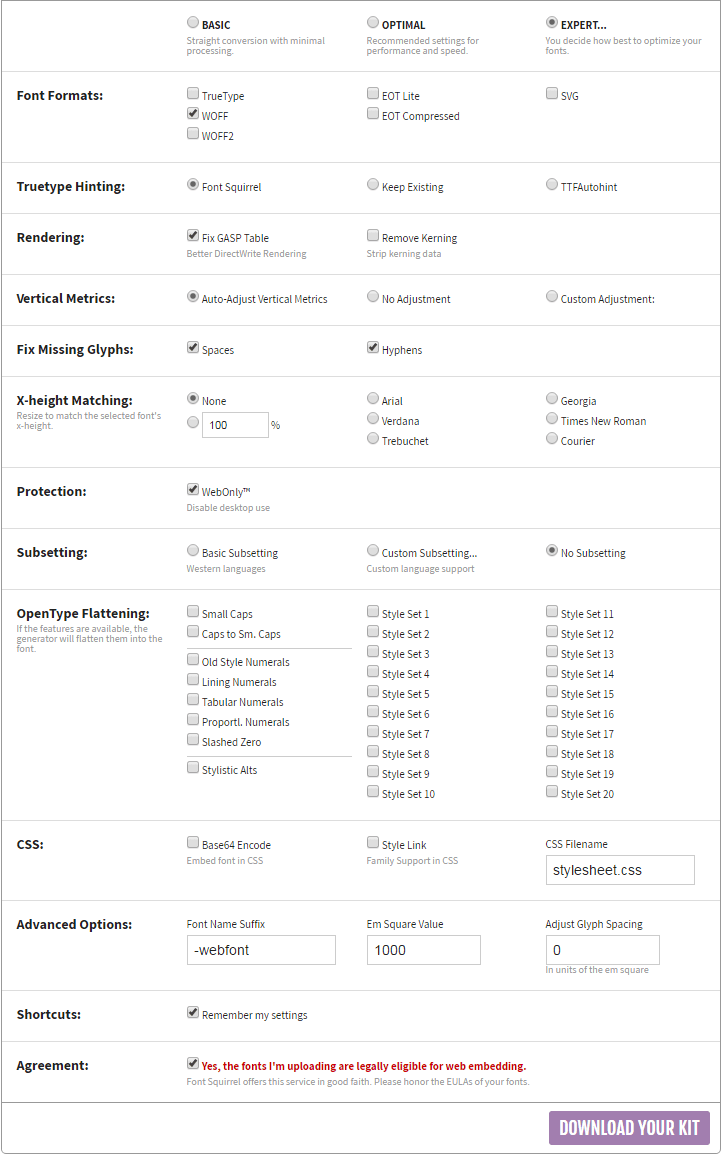 BASIC
Straight conversion with minimal
processing.
OPTIMAL
Recommended settings for
performance and speed.
EXPERT...
You decide how best to optimize your
fonts.
Font Formats:
TrueType
WOFF
WOFF2
EOT Lite
EOT Compressed
SVG
Truetype Hinting:
Font Squirrel
Keep Existing
TTFAutohint
Rendering:
Fix GASP Table
Better DirectWrite Rendering
Remove Kerning
Strip kerning data
Vertical Metrics:
Auto-Adjust Vertical Metrics
No Adjustment
Custom Adjustment:
Fix Missing Glyphs:
Spaces
Hyphens
X-height Matching:
Resize to match the selected font's
x-height.
None
100 %
Arial
Verdana
Trebuchet
Georgia
Times New Roman
Courier
Protection:
WebOnly™
Disable desktop use
Subsetting:
Basic Subsetting
Western languages
Custom Subsetting...
Custom language support
No Subsetting
OpenType Flattening:
If the features are available, the
generator will flatten them into the
font.
Small Caps
Caps to Sm. Caps
Old Style Numerals
Lining Numerals
Tabular Numerals
Proportl. Numerals
Slashed Zero
Stylistic Alts
Style Set 1
Style Set 2
Style Set 3
Style Set 4
Style Set 5
Style Set 6
Style Set 7
Style Set 8
Style Set 9
Style Set 10
Style Set 11
Style Set 12
Style Set 13
Style Set 14
Style Set 15
Style Set 16
Style Set 17
Style Set 18
Style Set 19
Style Set 20
CSS:
Base64 Encode
Embed font in CSS
Style Link
Family Support in CSS
CSS Filename
stylesheet.css
Advanced Options:
Font Name Suffix
-webfont
Em Square Value
1000
Adjust Glyph Spacing
0
In units of the em square
Shortcuts:
Remember my settings
Agreement:
Yes, the fonts I'm uploading are legally eligible for web embedding.
Font Squirrel offers this service in good faith. Please honor the EULAs of your fonts.
DOWNLOAD YOUR KIT